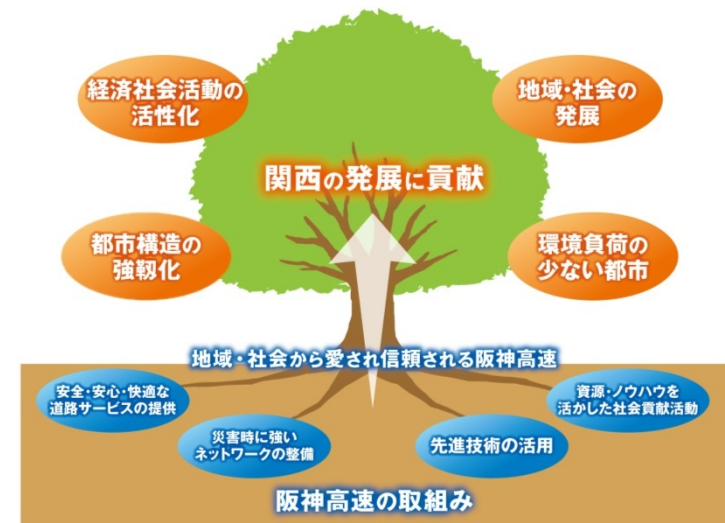 経済社会活動の
活性化
地域・社会の
発展
関西の発展に貢献
都市構造の
強靱化
環境負荷の
少ない都市
地域・社会から愛され信頼される阪神高速
安全・安心・快適な
道路サービスの提供
資源・ノウハウを
活かした社会貢献活動
災害時に強い
ネットワークの整備
先進技術の活用
阪神高速の取組み